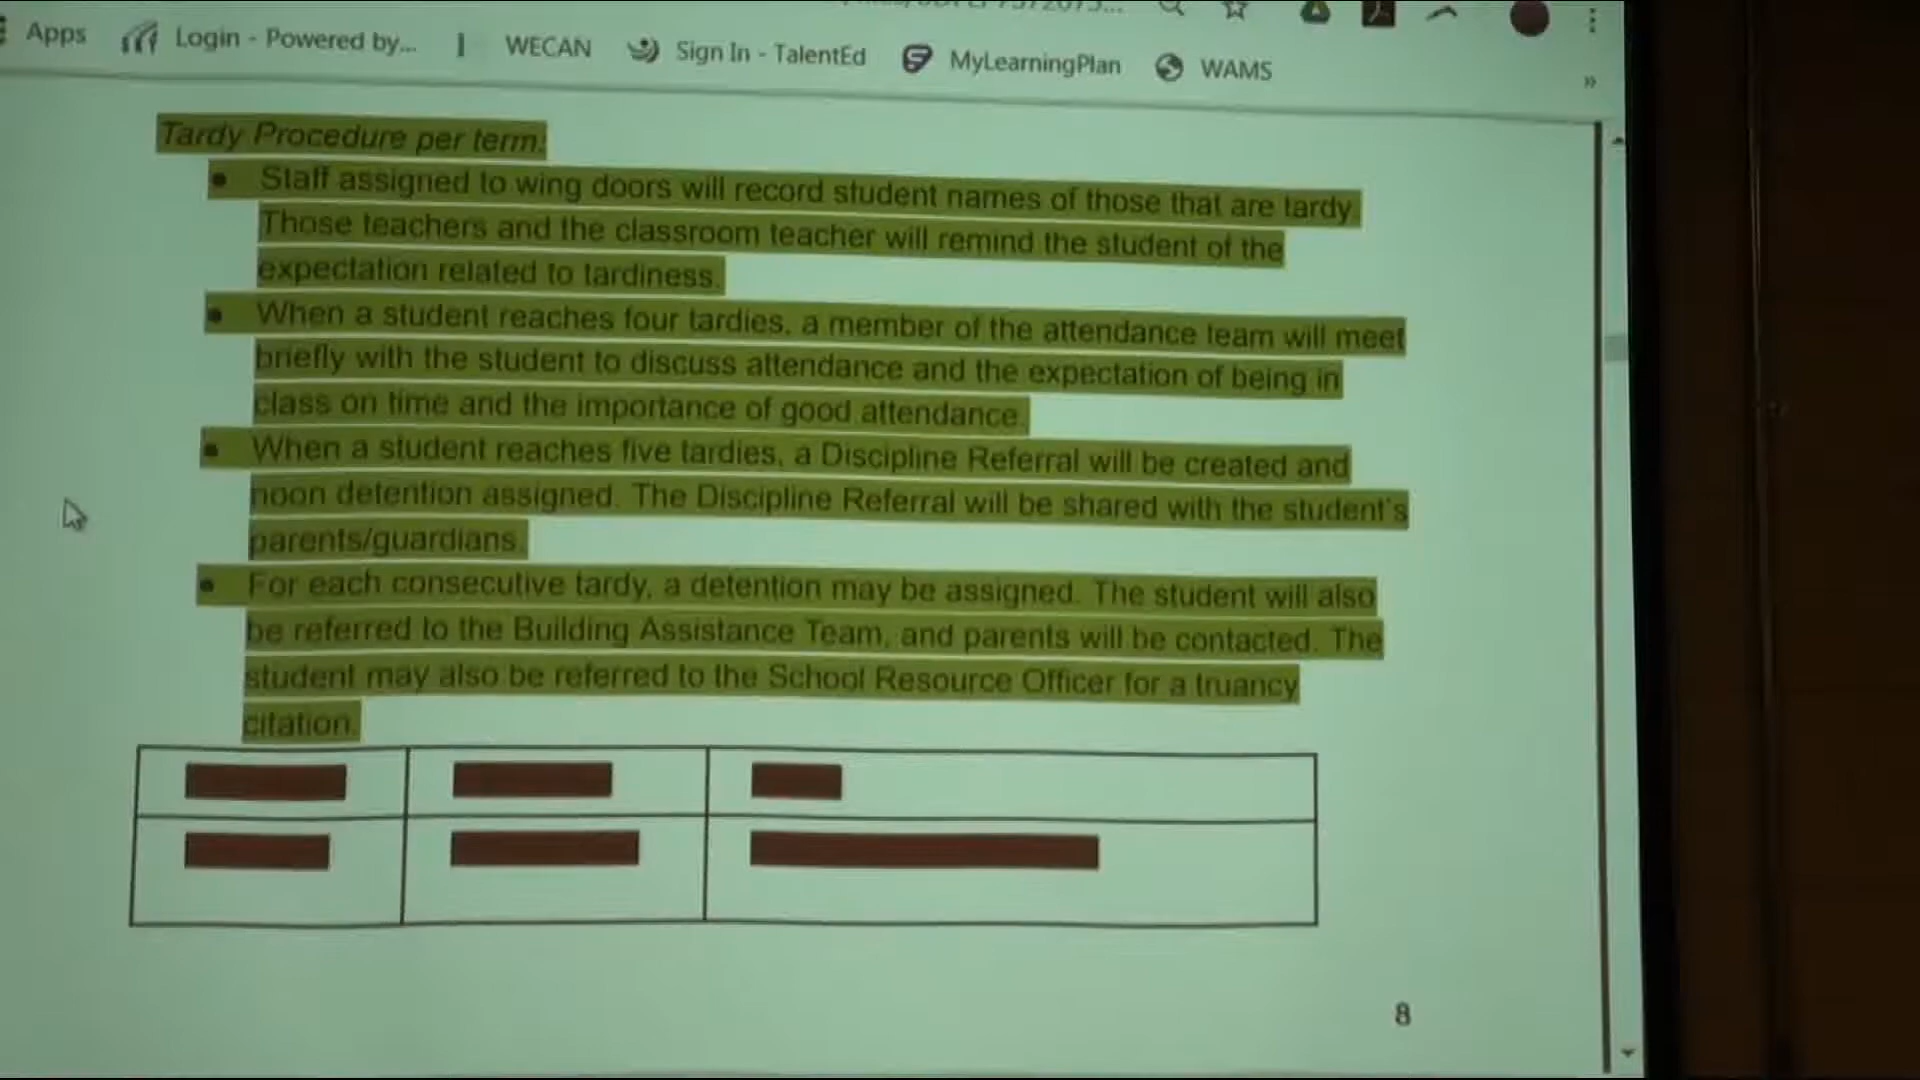 Apps Login - Powered by... WECAN Sign In - TalentEd MyLearningPlan WAMS »
Tardy Procedure per term:
• Staff assigned to wing doors will record student names of those that are tardy.
Those teachers and the classroom teacher will remind the student of the
expectation related to tardiness.
• When a student reaches four tardies, a member of the attendance team will meet
briefly with the student to discuss attendance and the expectation of being in
class on time and the importance of good attendance.
• When a student reaches five tardies, a Discipline Referral will be created and
noon detention assigned. The Discipline Referral will be shared with the student's
parents/guardians.
• For each consecutive tardy, a detention may be assigned. The student will also
be referred to the Building Assistance Team, and parents will be contacted. The
student may also be referred to the School Resource Officer for a truancy
citation.
8